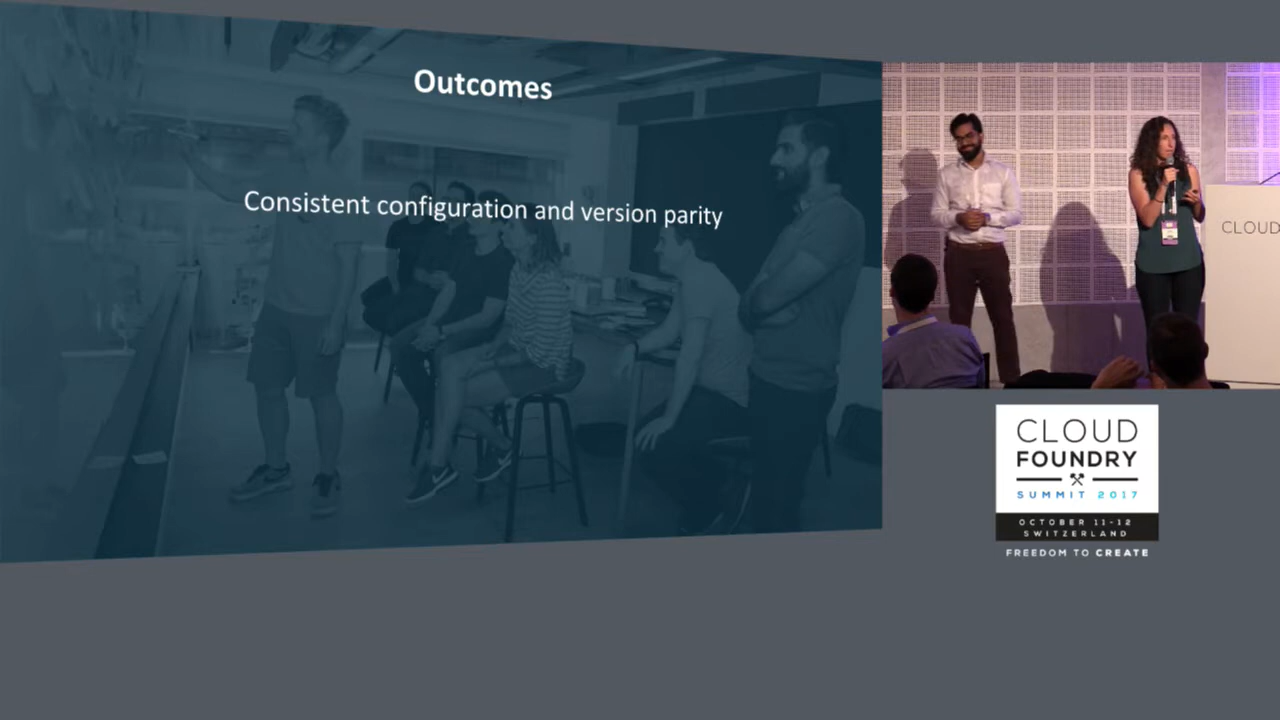 Outcomes
Consistent configuration and version parity
CLOUD
CLOUD
FOUNDRY
SUMMIT 2017
OCTOBER 11-12
SWITZERLAND
FREEDOM TO CREATE